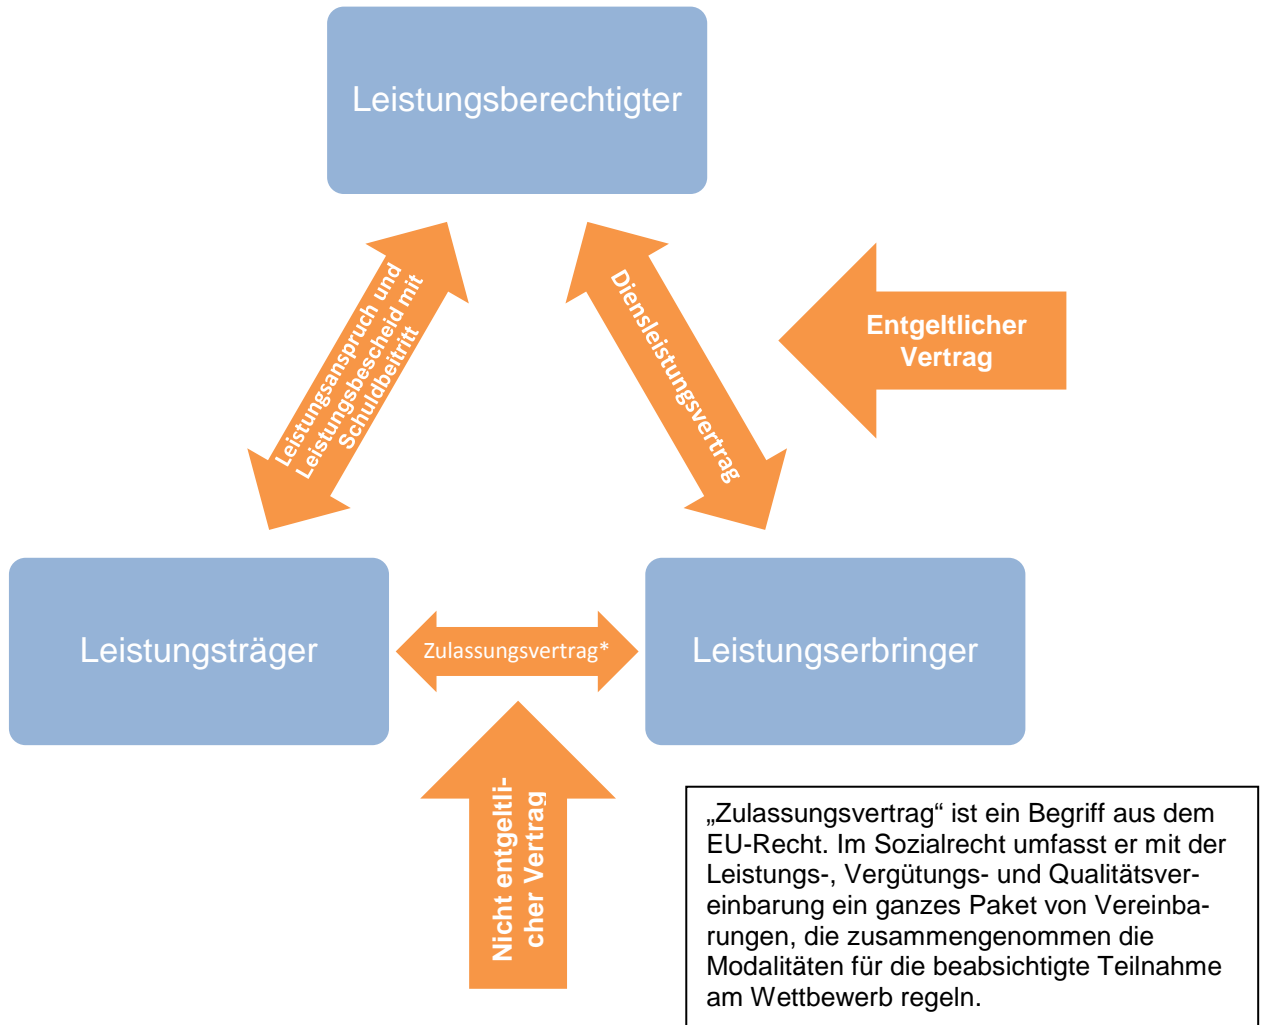 Leistungsberechtigter
Leistungsanspruch und
Leistungsbescheid mit
Schuldbeitritt
Diensleistungsvertrag
Entgeltlicher
Vertrag
Leistungsträger
Zulassungsvertrag*
Leistungserbringer
Nicht entgeltli-
cher Vertrag
„Zulassungsvertrag“ ist ein Begriff aus dem
EU-Recht. Im Sozialrecht umfasst er mit der
Leistungs-, Vergütungs- und Qualitätsver-
einbarung ein ganzes Paket von Vereinba-
rungen, die zusammengenommen die
Modalitäten für die beabsichtigte Teilnahme
am Wettbewerb regeln.